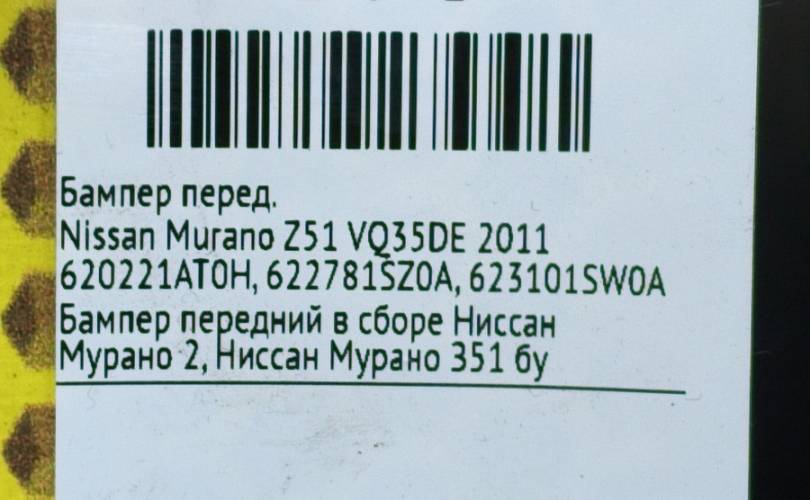 Бампер перед.
Nissan Murano Z51 VQ35DE 2011
620221AT0H, 622781SZ0A, 623101SW0A
Бампер передний в сборе Ниссан
Мурано 2, Ниссан Мурано З51 бу